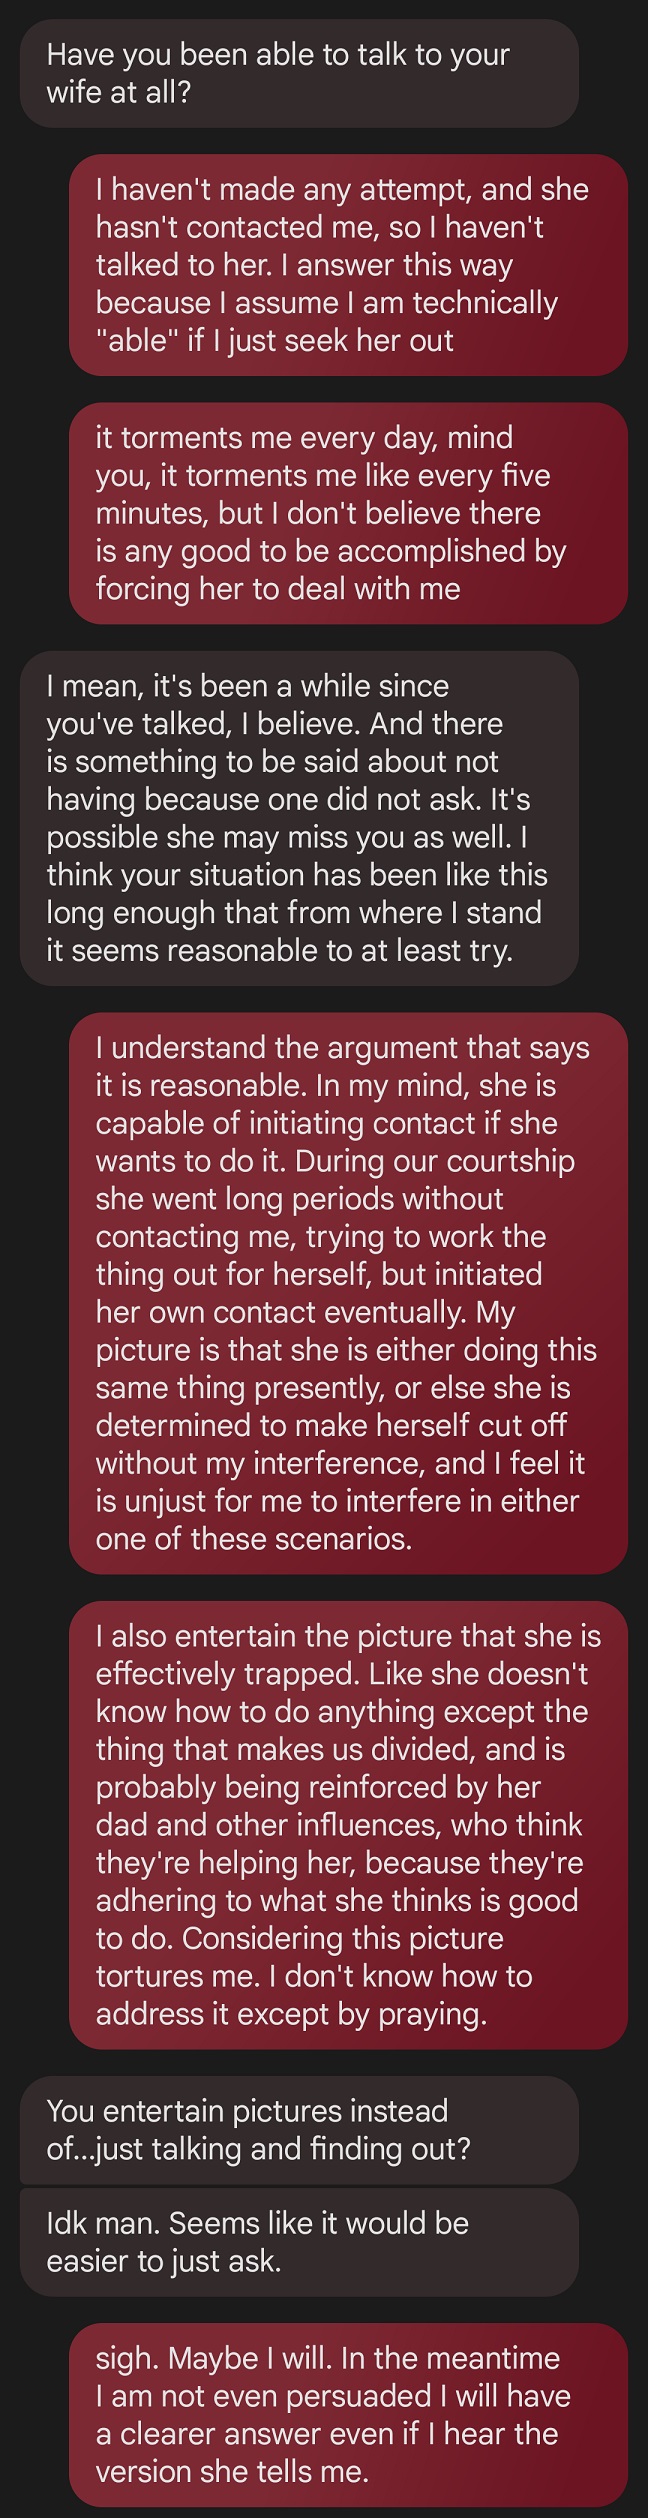 Have you been able to talk to your
wife at all?
I haven't made any attempt, and she
hasn't contacted me, so I haven't
talked to her. I answer this way
because I assume I am technically
"able" if I just seek her out
it torments me every day, mind
you, it torments me like every five
minutes, but I don't believe there
is any good to be accomplished by
forcing her to deal with me
I mean, it's been a while since
you've talked, I believe. And there
is something to be said about not
having because one did not ask. It's
possible she may miss you as well. I
think your situation has been like this
long enough that from where I stand
it seems reasonable to at least try.
I understand the argument that says
it is reasonable. In my mind, she is
capable of initiating contact if she
wants to do it. During our courtship
she went long periods without
contacting me, trying to work the
thing out for herself, but initiated
her own contact eventually. My
picture is that she is either doing this
same thing presently, or else she is
determined to make herself cut off
without my interference, and I feel it
is unjust for me to interfere in either
one of these scenarios.
I also entertain the picture that she is
effectively trapped. Like she doesn't
know how to do anything except the
thing that makes us divided, and is
probably being reinforced by her
dad and other influences, who think
they're helping her, because they're
adhering to what she thinks is good
to do. Considering this picture
tortures me. I don't know how to
address it except by praying.
You entertain pictures instead
of...just talking and finding out?
Idk man. Seems like it would be
easier to just ask.
sigh. Maybe I will. In the meantime
I am not even persuaded I will have
a clearer answer even if I hear the
version she tells me.